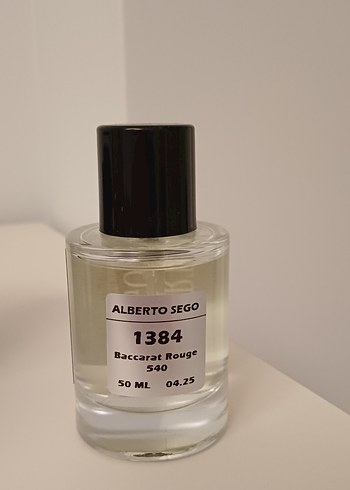 ALBERTO SEGO
1384
Baccarat Rouge
540
50 ML 04.25